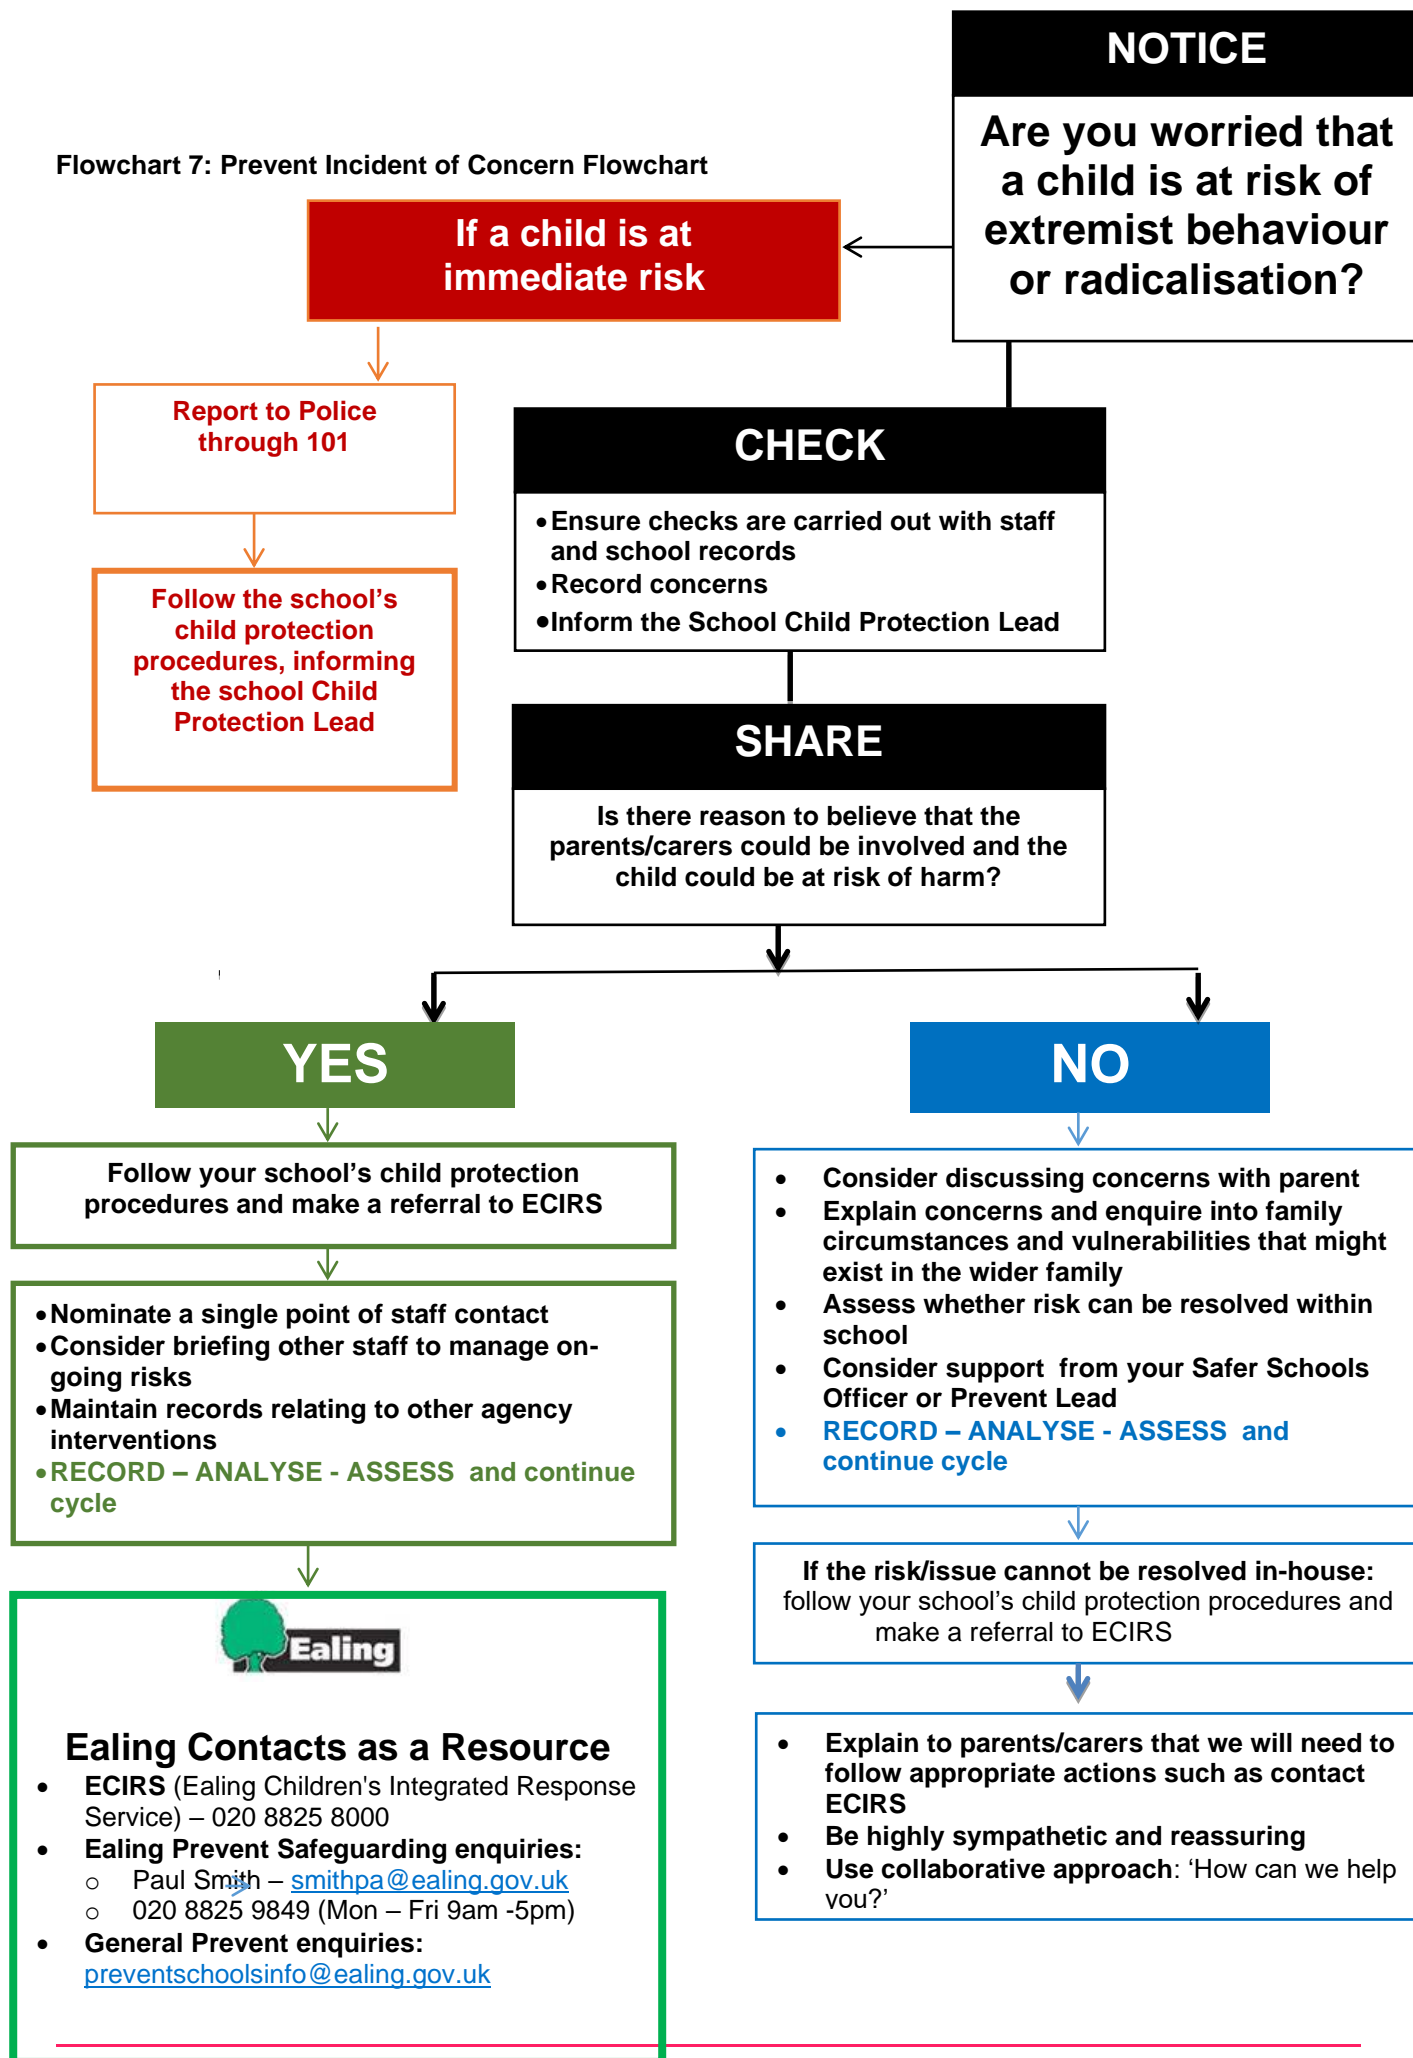 NOTICE
Are you worried that
a child is at risk of
extremist behaviour
or radicalisation?
Flowchart 7: Prevent Incident of Concern Flowchart
If a child is at
immediate risk
Report to Police
through 101
Follow the school’s
child protection
procedures, informing
the school Child
Protection Lead
CHECK
•Ensure checks are carried out with staff
and school records
•Record concerns
•Inform the School Child Protection Lead
SHARE
Is there reason to believe that the
parents/carers could be involved and the
child could be at risk of harm?
YES
Follow your school’s child protection
procedures and make a referral to ECIRS
•Nominate a single point of staff contact
•Consider briefing other staff to manage on-
going risks
•Maintain records relating to other agency
interventions
•RECORD – ANALYSE - ASSESS  and continue
cycle
Ealing
Ealing Contacts as a Resource
• ECIRS (Ealing Children's Integrated Response
Service) – 020 8825 8000
• Ealing Prevent Safeguarding enquiries:
o Paul Smith – smithpa@ealing.gov.uk
o 020 8825 9849 (Mon – Fri 9am -5pm)
• General Prevent enquiries:
preventschoolsinfo@ealing.gov.uk
NO
• Consider discussing concerns with parent
• Explain concerns and enquire into family
circumstances and vulnerabilities that might
exist in the wider family
• Assess whether risk can be resolved within
school
• Consider support  from your Safer Schools
Officer or Prevent Lead
• RECORD – ANALYSE - ASSESS  and
continue cycle
If the risk/issue cannot be resolved in-house:
follow your school’s child protection procedures and
make a referral to ECIRS
• Explain to parents/carers that we will need to
follow appropriate actions such as contact
ECIRS
• Be highly sympathetic and reassuring
• Use collaborative approach: ‘How can we help
you?’